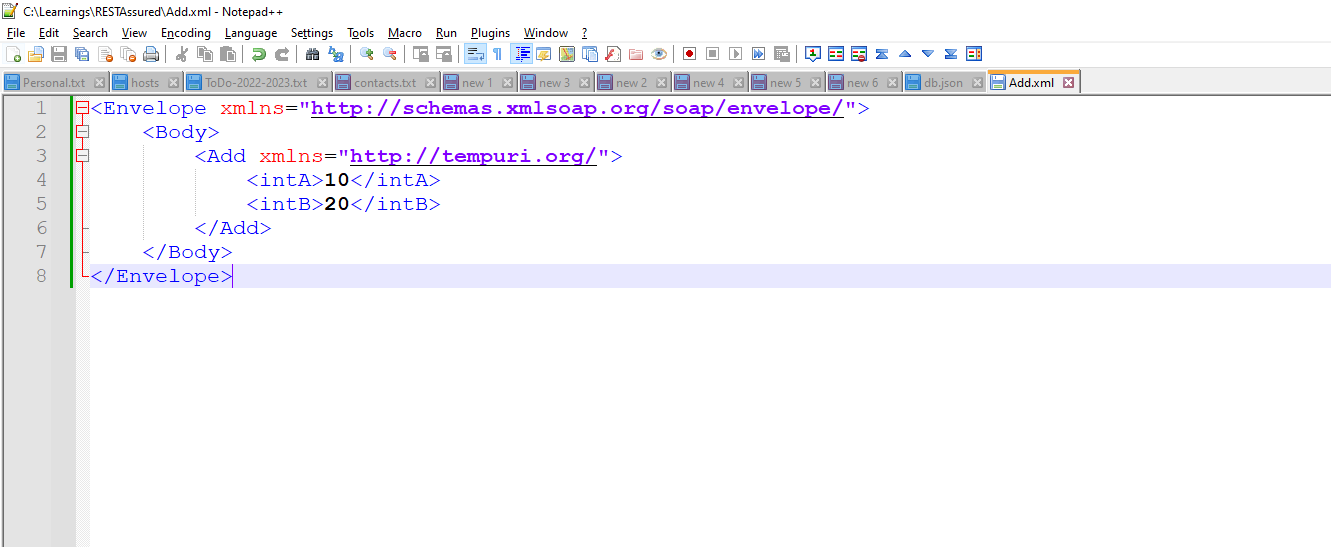 C:\Learnings\RESTAssured\Add.xml - Notepad++
File Edit Search View Encoding Language Settings Tools Macro Run Plugins Window ?
Personal.txt hosts ToDo-2022-2023.txt contacts.txt new 1 new 3 new 2 new 4 new 5 new 6 db.json Add.xml
1 <Envelope xmlns="http://schemas.xmlsoap.org/soap/envelope/">
2 <Body>
3 <Add xmlns="http://tempuri.org/">
4 <intA>10</intA>
5 <intB>20</intB>
6 </Add>
7 </Body>
8 </Envelope>